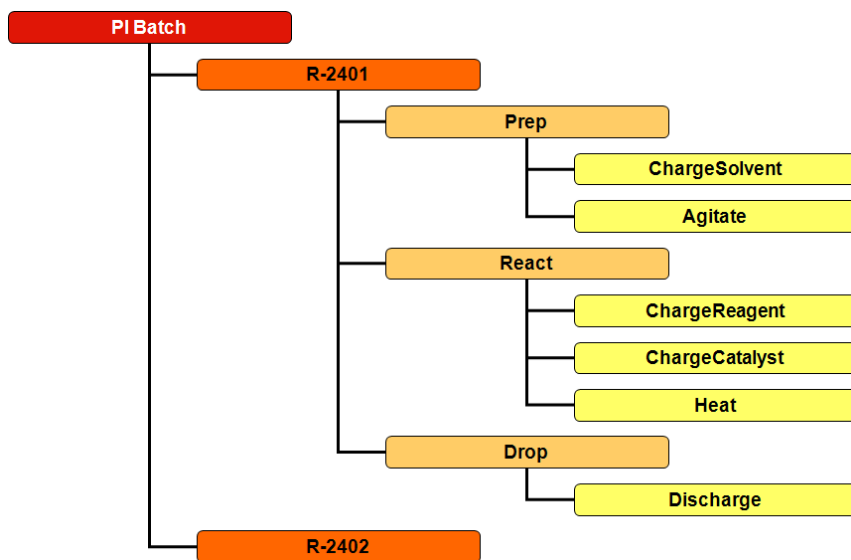 PI Batch
R-2401
Prep
ChargeSolvent
Agitate
React
ChargeReagent
ChargeCatalyst
Heat
Drop
Discharge
R-2402